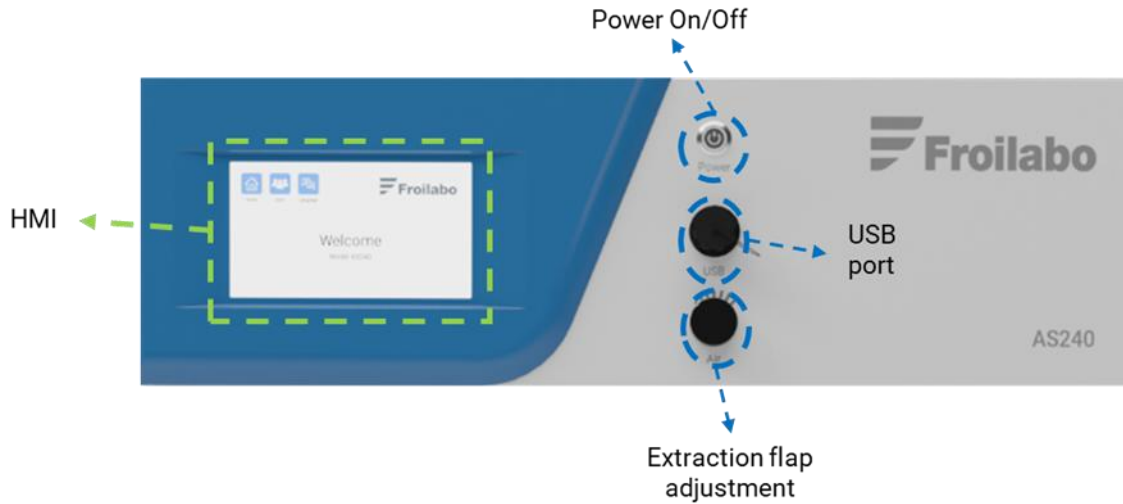 Power On/Off
Froilabo
Power
Froilabo
HMI
Welcome
USB
port
USB
AS240
Air
Extraction flap
adjustment